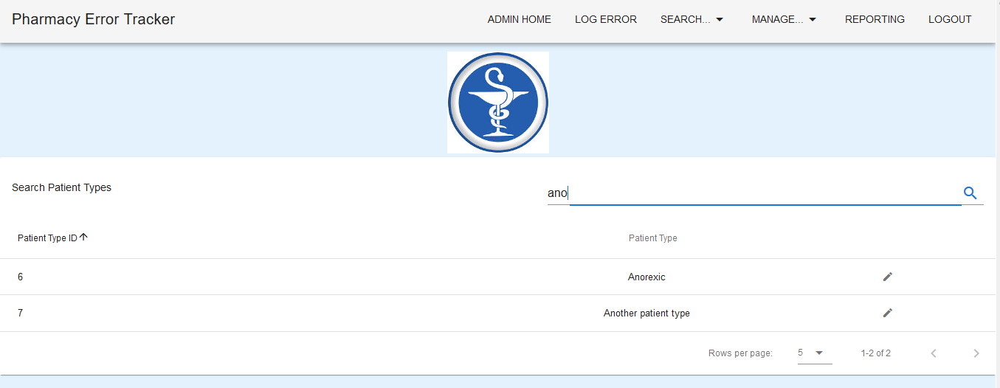 Pharmacy Error Tracker ADMIN HOME LOG ERROR SEARCH... MANAGE... REPORTING LOGOUT
Search Patient Types
ano
Patient Type ID Patient Type
6 Anorexic
7 Another patient type
Rows per page: 5 1-2 of 2